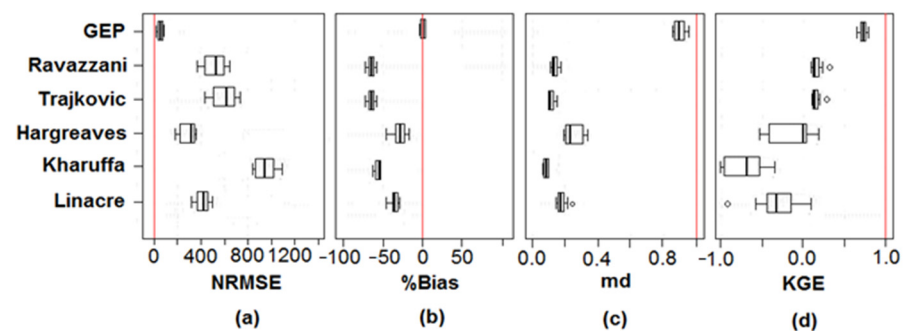 GEP
Ravazzani
Trajkovic
Hargreaves
Kharuffa
Linacre
0 400 800 1200
-100 -50 0 50
0.0 0.4 0.8
-1.0 0.0 1.0
NRMSE
%Bias
md
KGE
(a)
(b)
(c)
(d)